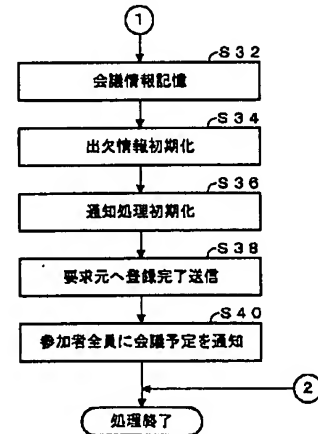 1
S32
会議情報記憶
S34
出欠情報初期化
S36
通知処理初期化
S38
要求元へ登録完了送信
S40
参加者全員に会議予定を通知
2
処理終了